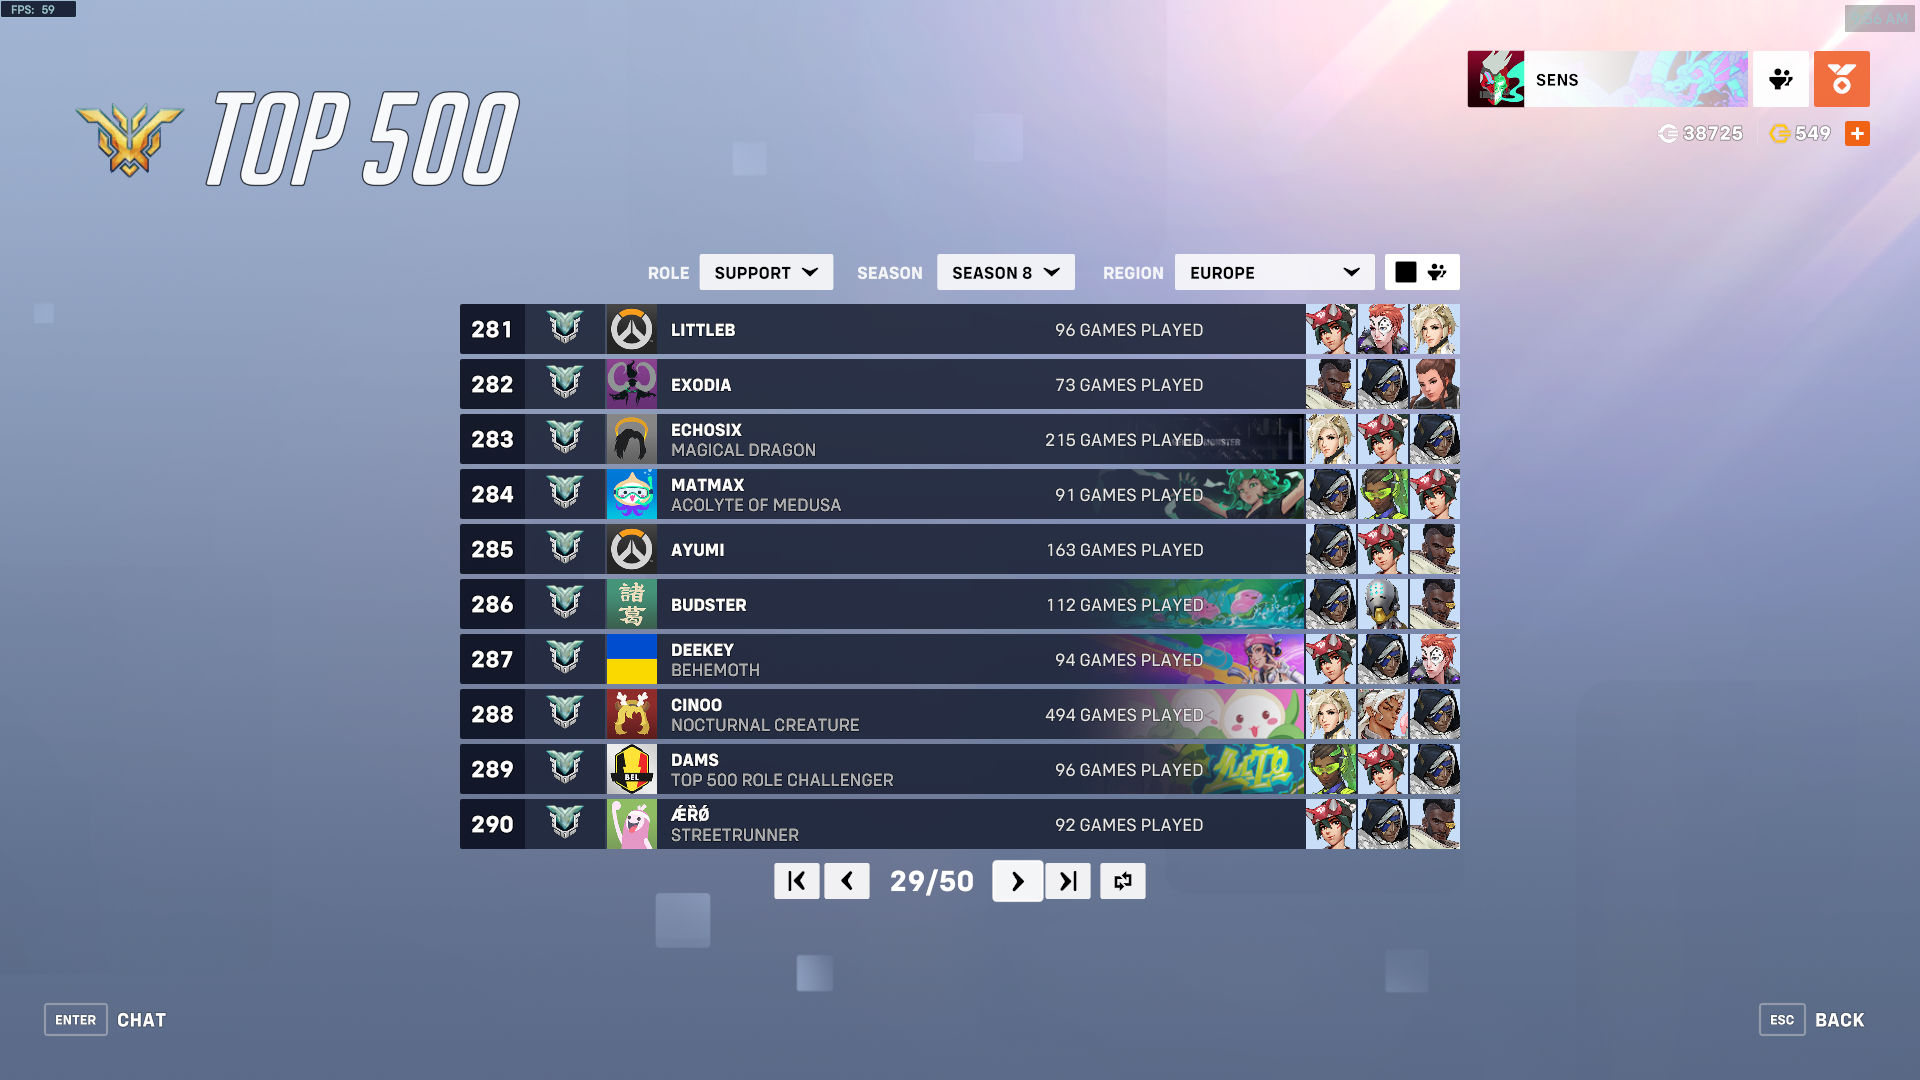 FPS: 59
TOP 500
SENS
38725
549
ROLE
SUPPORT
SEASON
SEASON 8
REGION
EUROPE
281 LITTLEB 96 GAMES PLAYED
282 EXODIA 73 GAMES PLAYED
283 ECHOSIX 215 GAMES PLAYED
MAGICAL DRAGON
284 MATMAX 91 GAMES PLAYED
ACOLYTE OF MEDUSA
285 AYUMI 163 GAMES PLAYED
286 諸葛 BUDSTER 112 GAMES PLAYED
287 DEEKEY 94 GAMES PLAYED
BEHEMOTH
288 CINOO 494 GAMES PLAYED
NOCTURNAL CREATURE
289 BEL DAMS 96 GAMES PLAYED
TOP 500 ROLE CHALLENGER
290 ǼȐǾ 92 GAMES PLAYED
STREETRUNNER
29/50
ENTER CHAT
ESC BACK